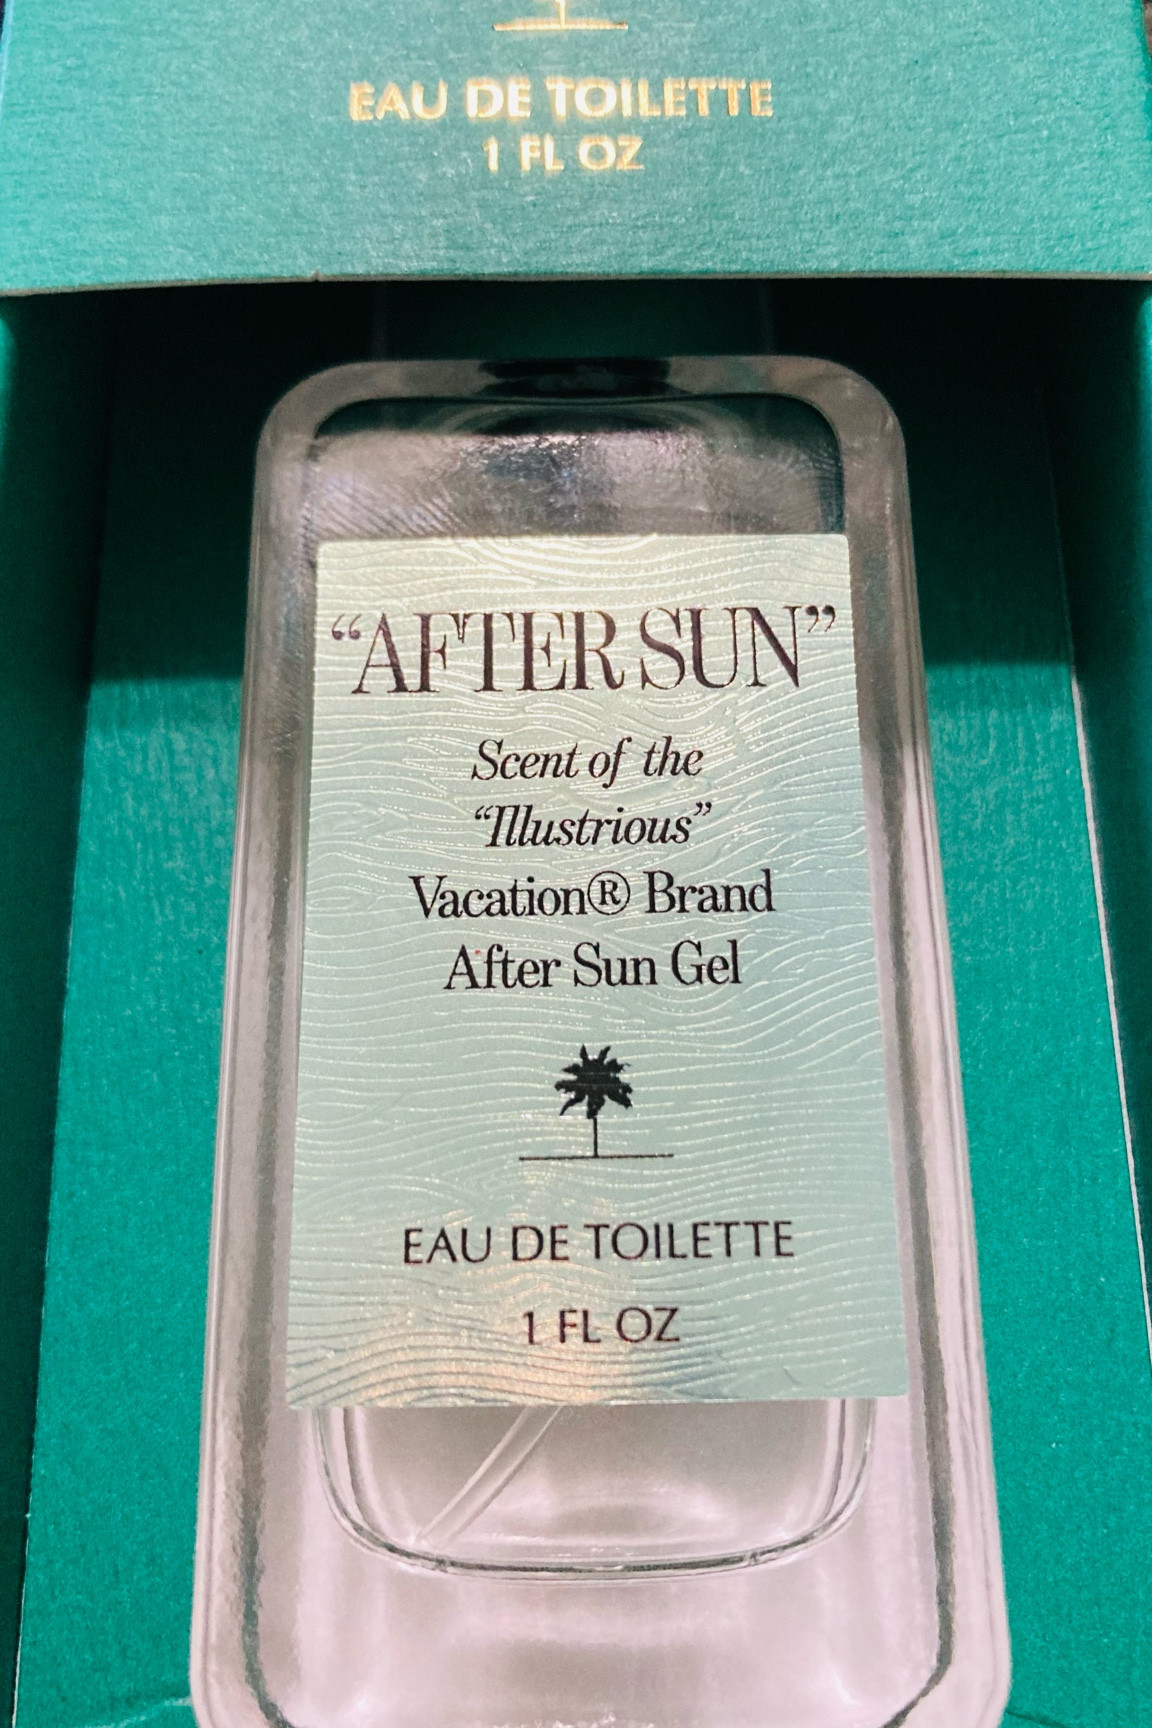 EAU DE TOILETTE
1 FL OZ
“AFTER SUN”
Scent of the
“Illustrious”
Vacation® Brand
After Sun Gel
EAU DE TOILETTE
1 FL OZ